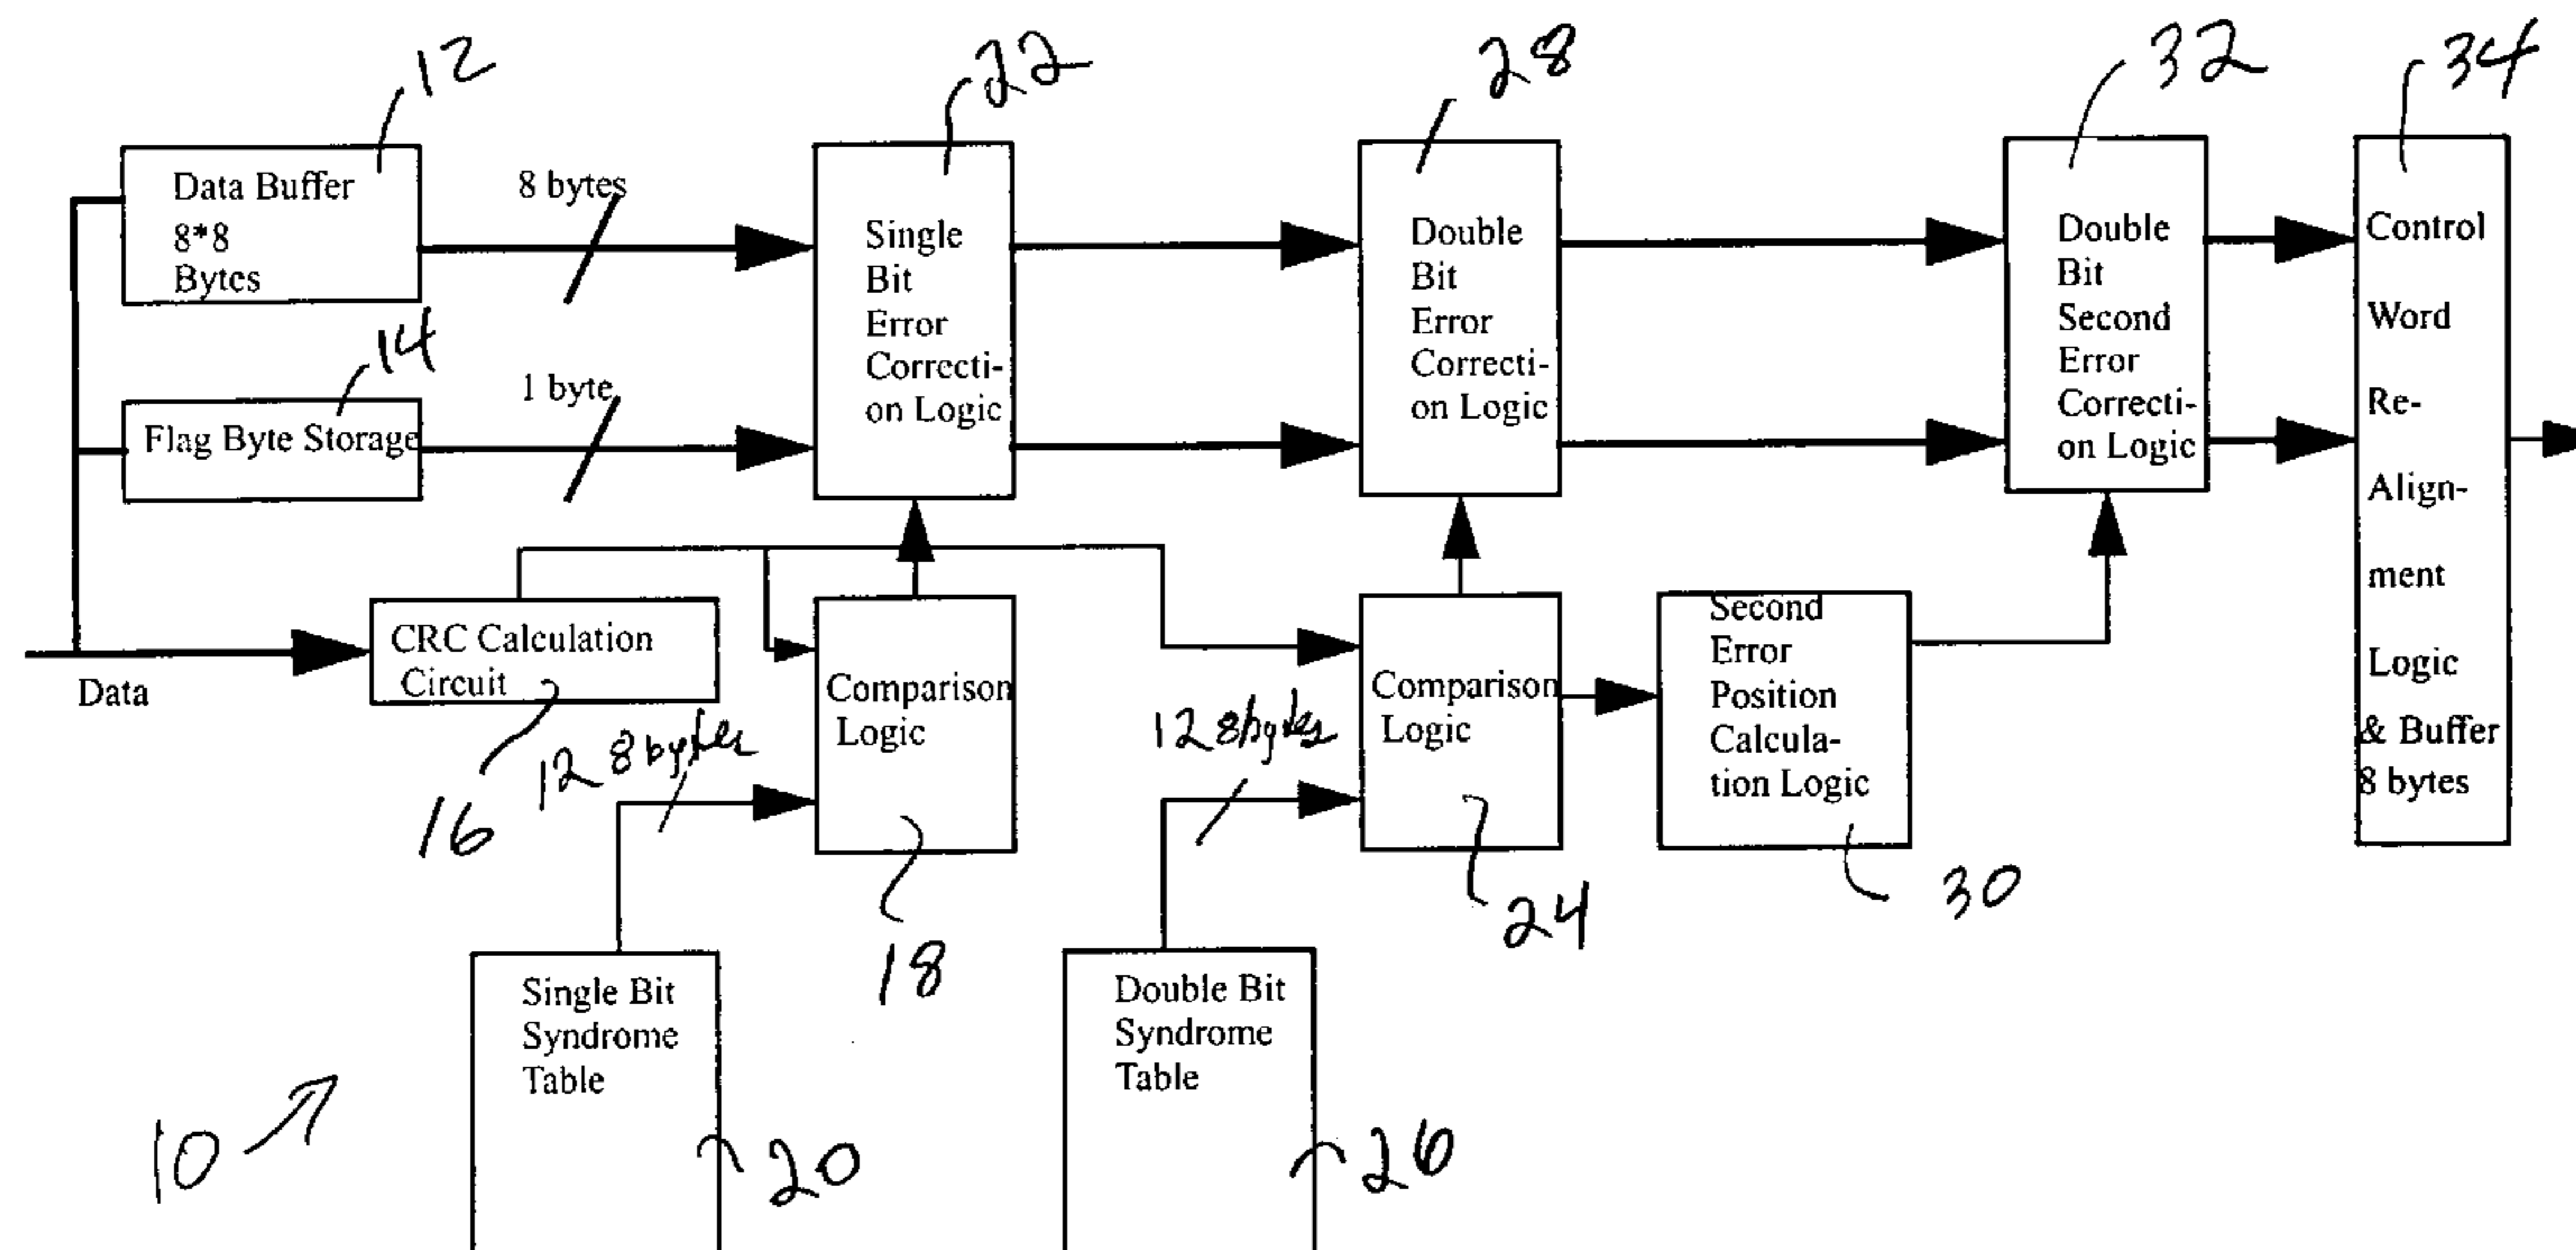 12
22
28
32
34
Data Buffer
8*8
Bytes
8 bytes
14
Flag Byte Storage
1 byte
Single
Bit
Error
Correcti-
on Logic
Double
Bit
Error
Correcti-
on Logic
Double
Bit
Second
Error
Correcti-
on Logic
Control
Word
Re-
Align-
ment
Logic
& Buffer
8 bytes
Data
CRC Calculation
Circuit
16
128 bytes
Comparison
Logic
18
128 bytes
Comparison
Logic
24
Second
Error
Position
Calcula-
tion Logic
30
Single Bit
Syndrome
Table
20
Double Bit
Syndrome
Table
26
10